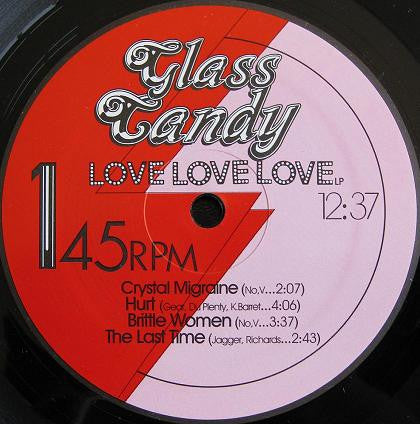 Glass
Candy
LOVE LOVE LOVE LP
12:37
1 45RPM
Crystal Migraine (No,V...2:07)
Hurt (Gear, Du Plenty, K.Barret...4:06)
Brittle Women (No,V...3:37)
The Last Time (Jagger, Richards...2:43)